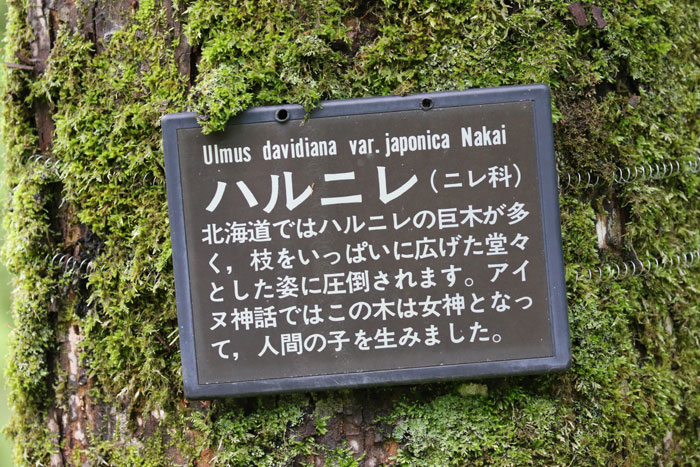 Ulmus davidiana var. japonica Nakai
ハルニレ(ニレ科)
北海道ではハルニレの巨木が多
く,枝をいっぱいに広げた堂々
とした姿に圧倒されます。アイ
ヌ神話ではこの木は女神となっ
て,人間の子を生みました。